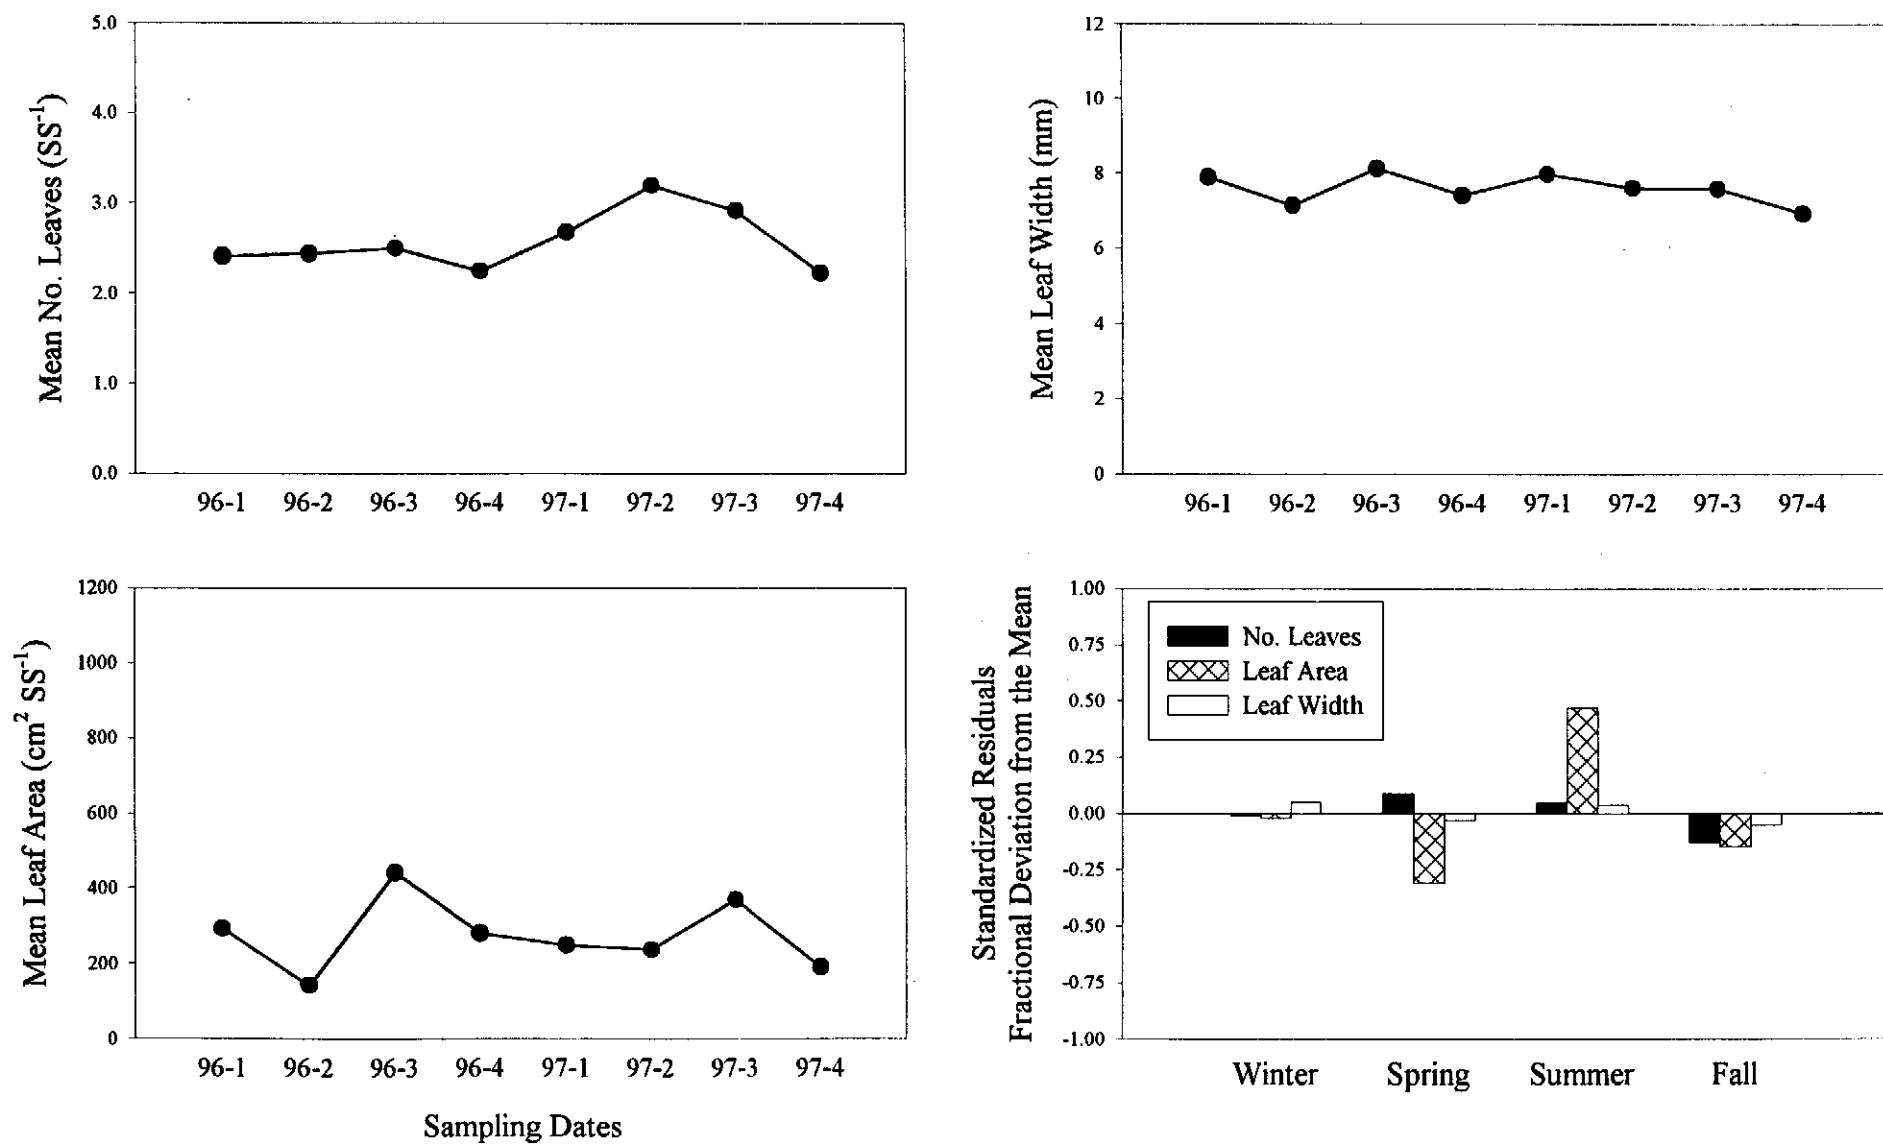 Mean No. Leaves (SS⁻¹)
5.0
4.0
3.0
2.0
1.0
0.0
96-1 96-2 96-3 96-4 97-1 97-2 97-3 97-4
Mean Leaf Width (mm)
12
10
8
6
4
2
0
96-1 96-2 96-3 96-4 97-1 97-2 97-3 97-4
Mean Leaf Area (cm² SS⁻¹)
1200
1000
800
600
400
200
0
96-1 96-2 96-3 96-4 97-1 97-2 97-3 97-4
Sampling Dates
Standardized Residuals
Fractional Deviation from the Mean
1.00
0.75
0.50
0.25
0.00
-0.25
-0.50
-0.75
-1.00
No. Leaves
Leaf Area
Leaf Width
Winter Spring Summer Fall